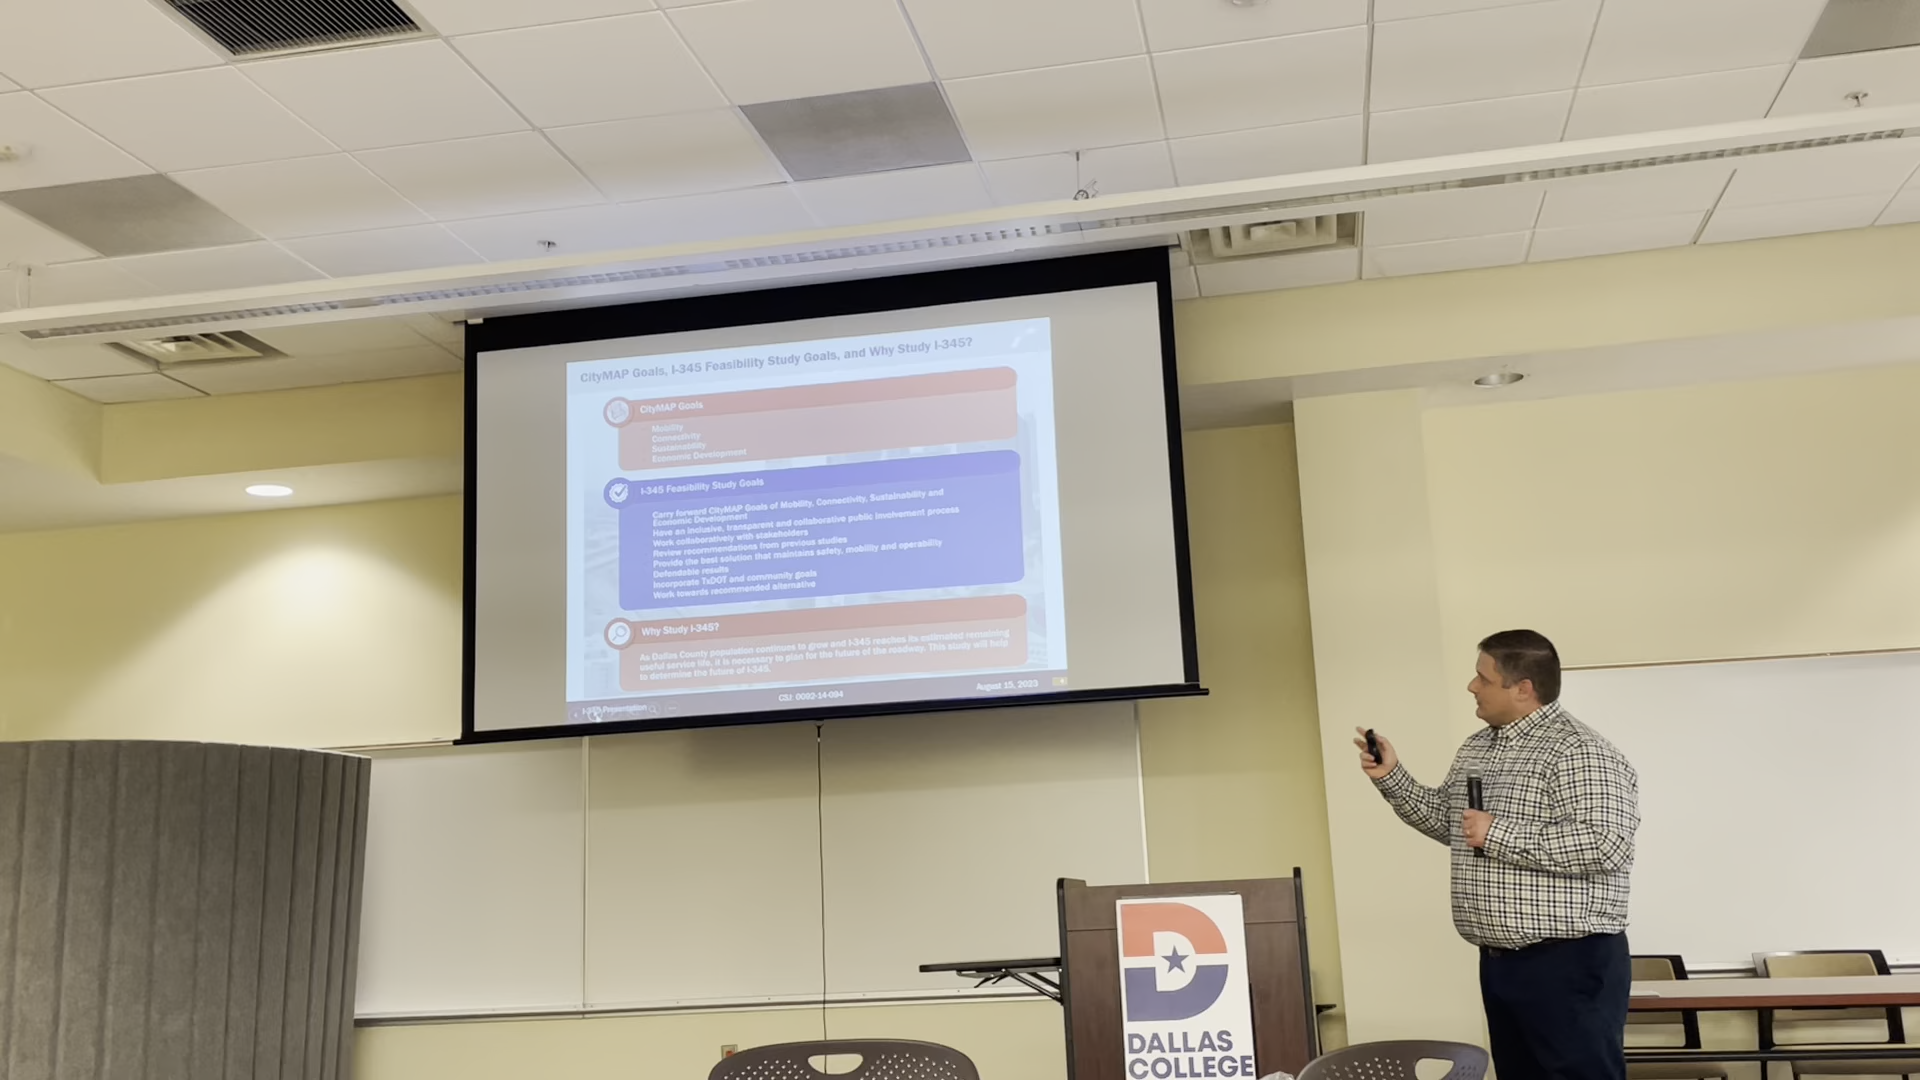 CityMAP Goals, I-345 Feasibility Study Goals, and Why Study I-345?
CityMAP Goals
Mobility
Connectivity
Sustainability
Economic Development
I-345 Feasibility Study Goals
Carry forward CityMAP Goals of Mobility, Connectivity, Sustainability and
Economic Development
Have an inclusive, transparent and collaborative public involvement process
Work collaboratively with stakeholders
Review recommendations from previous studies
Provide the best solution that maintains safety, mobility and operability
Defendable results
Incorporate TxDOT and community goals
Work towards recommended alternative
Why Study I-345?
As Dallas County population continues to grow and I-345 reaches its estimated remaining
useful service life, it is necessary to plan for the future of the roadway. This study will help
to determine the future of I-345.
Presentation
CSJ: 0092-14-094
August 15, 2023
DALLAS
COLLEGE